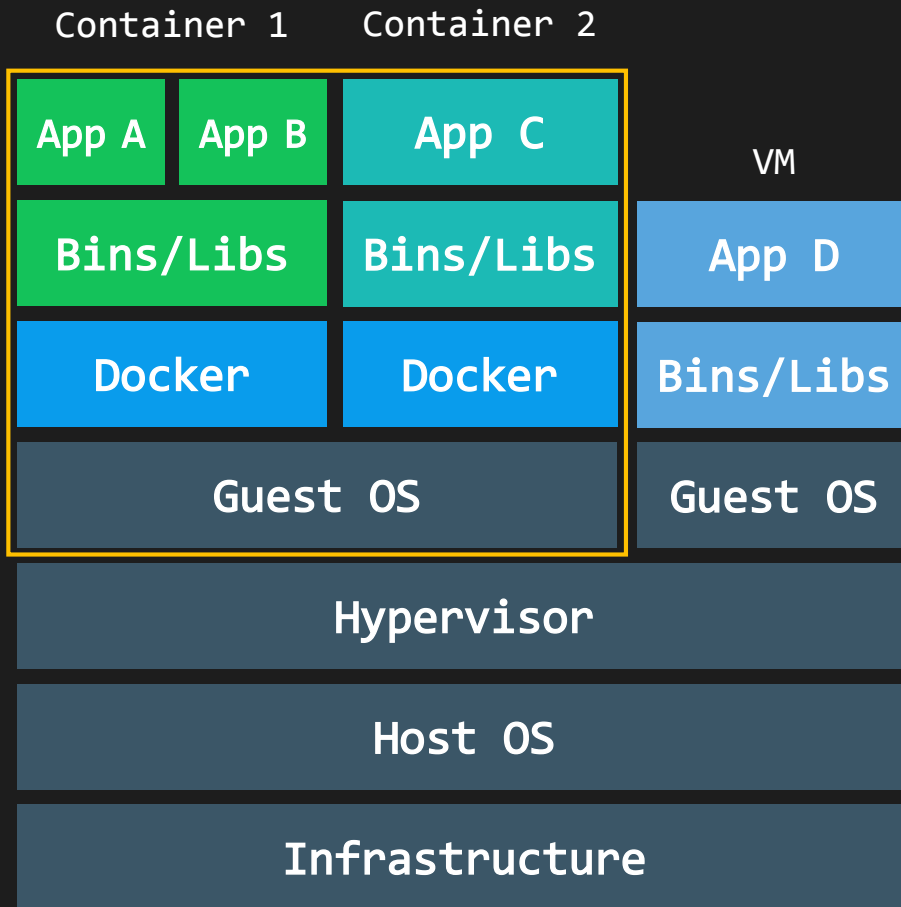 Container 1
Container 2
App A
App B
App C
VM
Bins/Libs
Bins/Libs
App D
Docker
Docker
Bins/Libs
Guest OS
Guest OS
Hypervisor
Host OS
Infrastructure